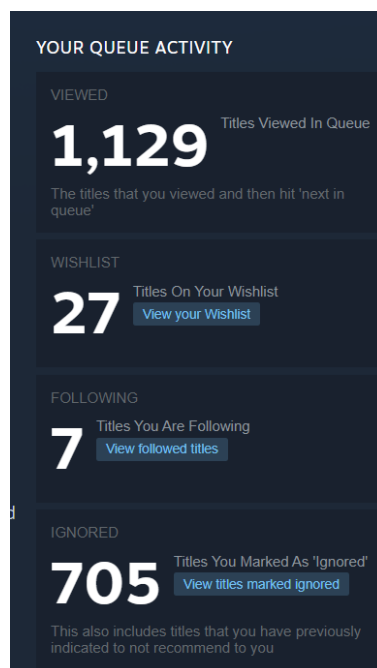 YOUR QUEUE ACTIVITY
VIEWED
1,129 Titles Viewed In Queue
The titles that you viewed and then hit 'next in
queue'
WISHLIST
27 Titles On Your Wishlist
View your Wishlist
FOLLOWING
7 Titles You Are Following
View followed titles
IGNORED
705 Titles You Marked As 'Ignored'
View titles marked ignored
This also includes titles that you have previously
indicated to not recommend to you